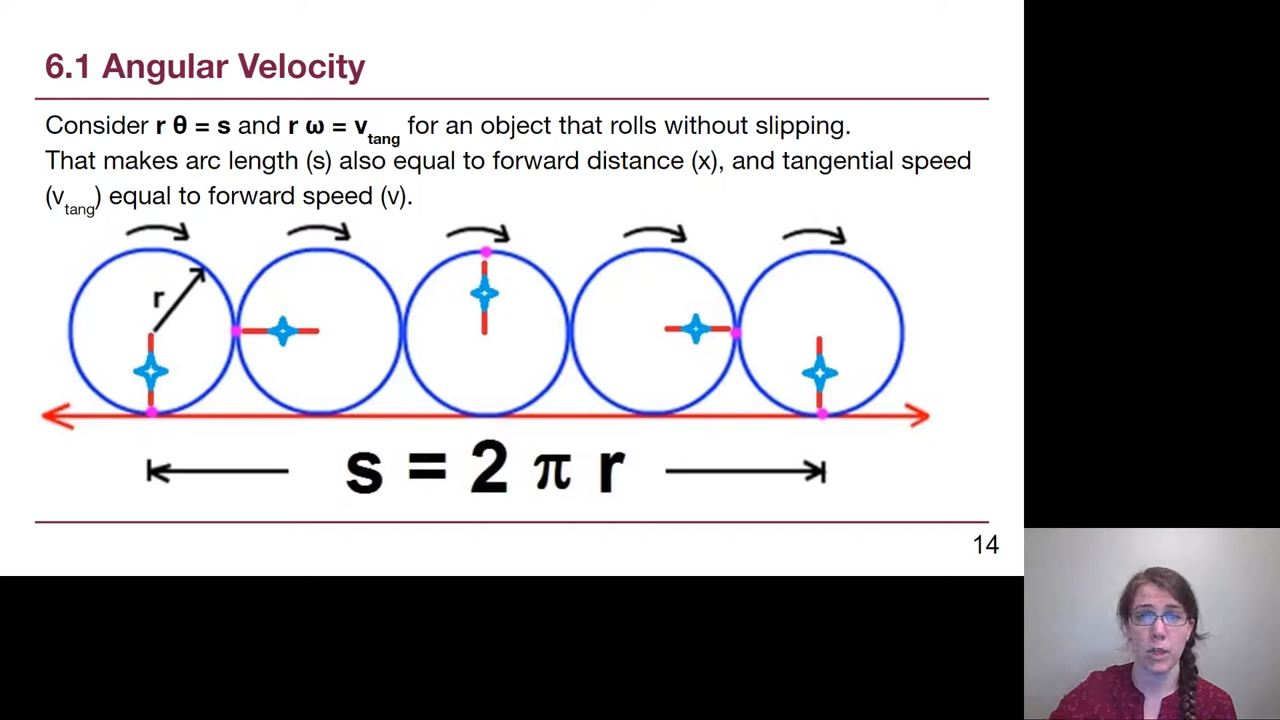 6.1 Angular Velocity
Consider r θ = s and r ω = vtang for an object that rolls without slipping.
That makes arc length (s) also equal to forward distance (x), and tangential speed
(vtang) equal to forward speed (v).
r
s = 2 π r
14